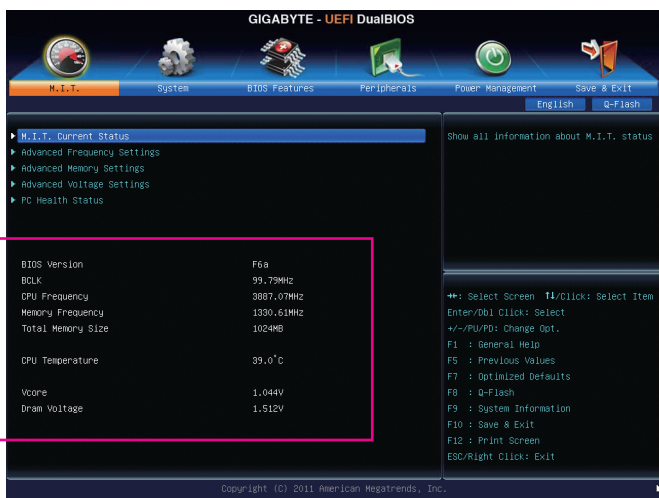 GIGABYTE - UEFI DualBIOS
M.I.T. System BIOS Features Peripherals Power Management Save & Exit
English Q-Flash
M.I.T. Current Status
Advanced Frequency Settings
Advanced Memory Settings
Advanced Voltage Settings
PC Health Status
Show all information about M.I.T. status
BIOS Version F6a
BCLK 99.79MHz
CPU Frequency 3887.07MHz
Memory Frequency 1330.61MHz
Total Memory Size 1024MB
CPU Temperature 39.0°C
Vcore 1.044V
Dram Voltage 1.512V
→←: Select Screen ↑↓/Click: Select Item
Enter/Dbl Click: Select
+/-/PU/PD: Change Opt.
F1 : General Help
F5 : Previous Values
F7 : Optimized Defaults
F8 : Q-Flash
F9 : System Information
F10 : Save & Exit
F12 : Print Screen
ESC/Right Click: Exit
Copyright (C) 2011 American Megatrends, Inc.